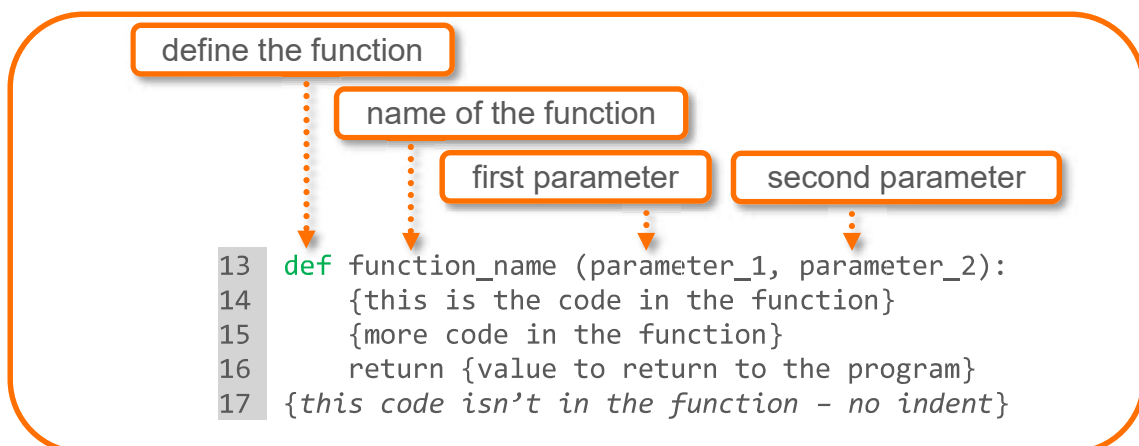 define the function
name of the function
first parameter second parameter
13 def function_name (parameter_1, parameter_2):
14 {this is the code in the function}
15 {more code in the function}
16 return {value to return to the program}
17 {this code isn’t in the function – no indent}